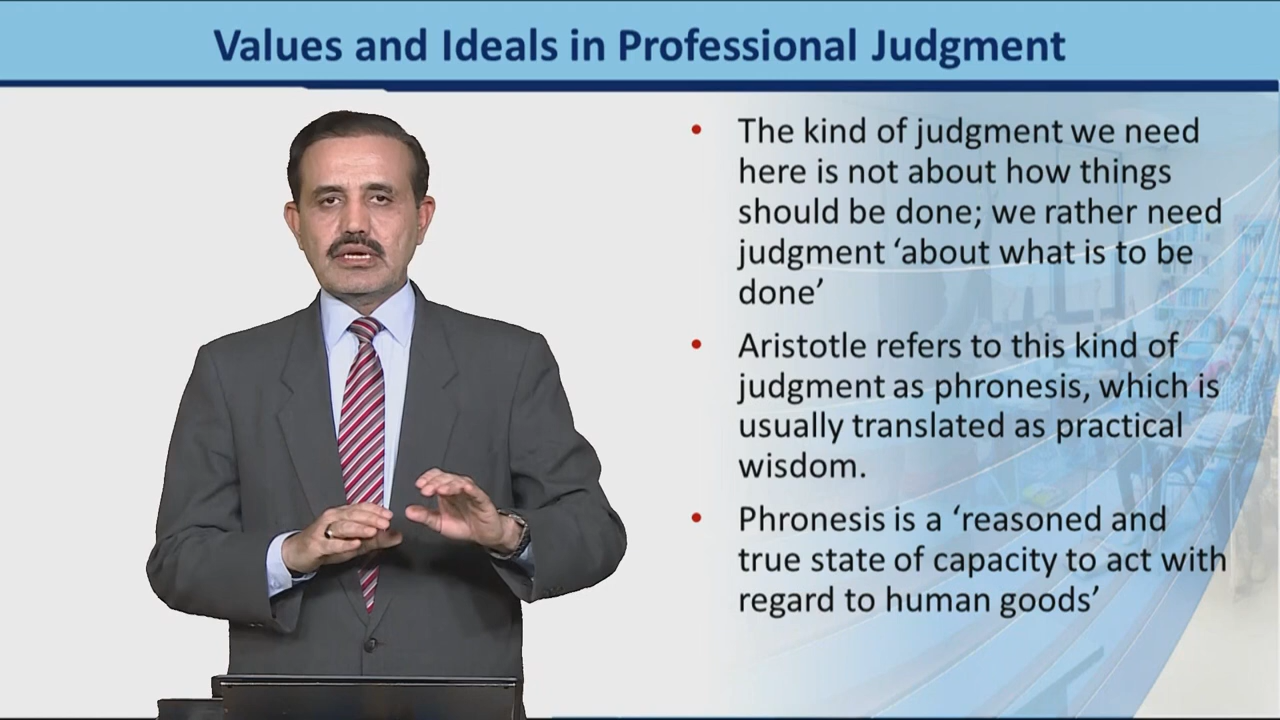 Values and Ideals in Professional Judgment
• The kind of judgment we need
here is not about how things
should be done; we rather need
judgment ‘about what is to be
done’
• Aristotle refers to this kind of
judgment as phronesis, which is
usually translated as practical
wisdom.
• Phronesis is a ‘reasoned and
true state of capacity to act with
regard to human goods’